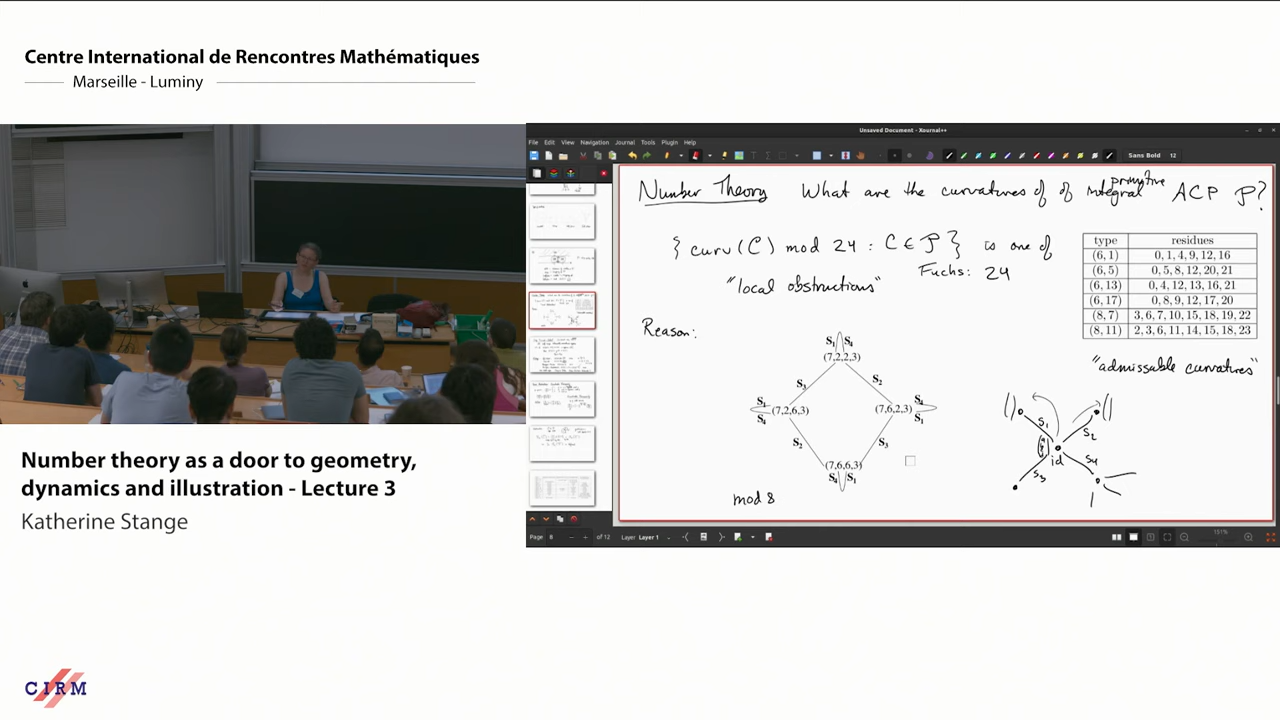 Centre International de Rencontres Mathématiques
Marseille - Luminy
Unsaved Document - Xournal++
File Edit View Navigation Journal Tools Plugin Help
Sans Bold 12
Number Theory What are the curvatures of of integral primitive ACP P?
{ curv(C) mod 24 : C ∈ P } is one of
Fuchs: 24
"local obstructions"
type residues
(6, 1) 0, 1, 4, 9, 12, 16
(6, 5) 0, 5, 8, 12, 20, 21
(6, 13) 0, 4, 12, 13, 16, 21
(6, 17) 0, 8, 9, 12, 17, 20
(8, 7) 3, 6, 7, 10, 15, 18, 19, 22
(8, 11) 2, 3, 6, 11, 14, 15, 18, 23
"admissable curvatures"
Reason:
S₁ S₄
(7,2,2,3)
S₃ S₂
(7,2,6,3)
(7,6,2,3)
S₁
S₄
S₄
S₁
S₂ S₃
(7,6,6,3)
S₄ S₁
mod 8
S₁ S₂
id
S₃ S₄
Page 8 of 12 Layer Layer 1
151%
Number theory as a door to geometry,
dynamics and illustration - Lecture 3
Katherine Stange
CIRM